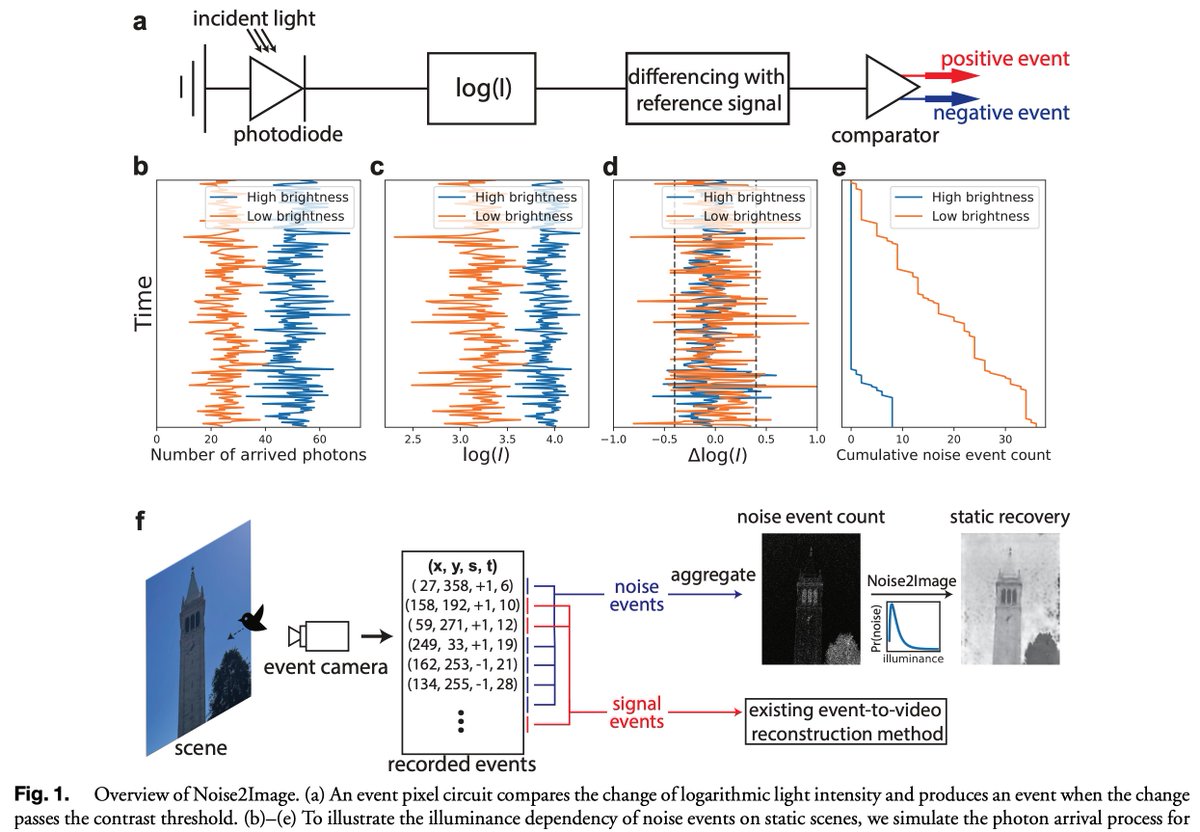 a
incident light
photodiode
log(I)
differencing with
reference signal
comparator
positive event
negative event
b
High brightness
Low brightness
Time
0 20 40 60
Number of arrived photons
c
High brightness
Low brightness
2.5 3.0 3.5 4.0
log(I)
d
High brightness
Low brightness
−1.0 −0.5 0.0 0.5 1.0
Δlog(I)
e
High brightness
Low brightness
0 10 20 30
Cumulative noise event count
f
scene
event camera
(x, y, s, t)
( 27, 358, +1, 6)
(158, 192, +1, 10)
( 59, 271, +1, 12)
(249, 33, +1, 19)
(162, 253, -1, 21)
(134, 255, -1, 28)
recorded events
noise
events
aggregate
noise event count
Noise2Image
Pr(noise)
illuminance
static recovery
signal
events
existing event-to-video
reconstruction method
Fig. 1. Overview of Noise2Image. (a) An event pixel circuit compares the change of logarithmic light intensity and produces an event when the change
passes the contrast threshold. (b)–(e) To illustrate the illuminance dependency of noise events on static scenes, we simulate the photon arrival process for